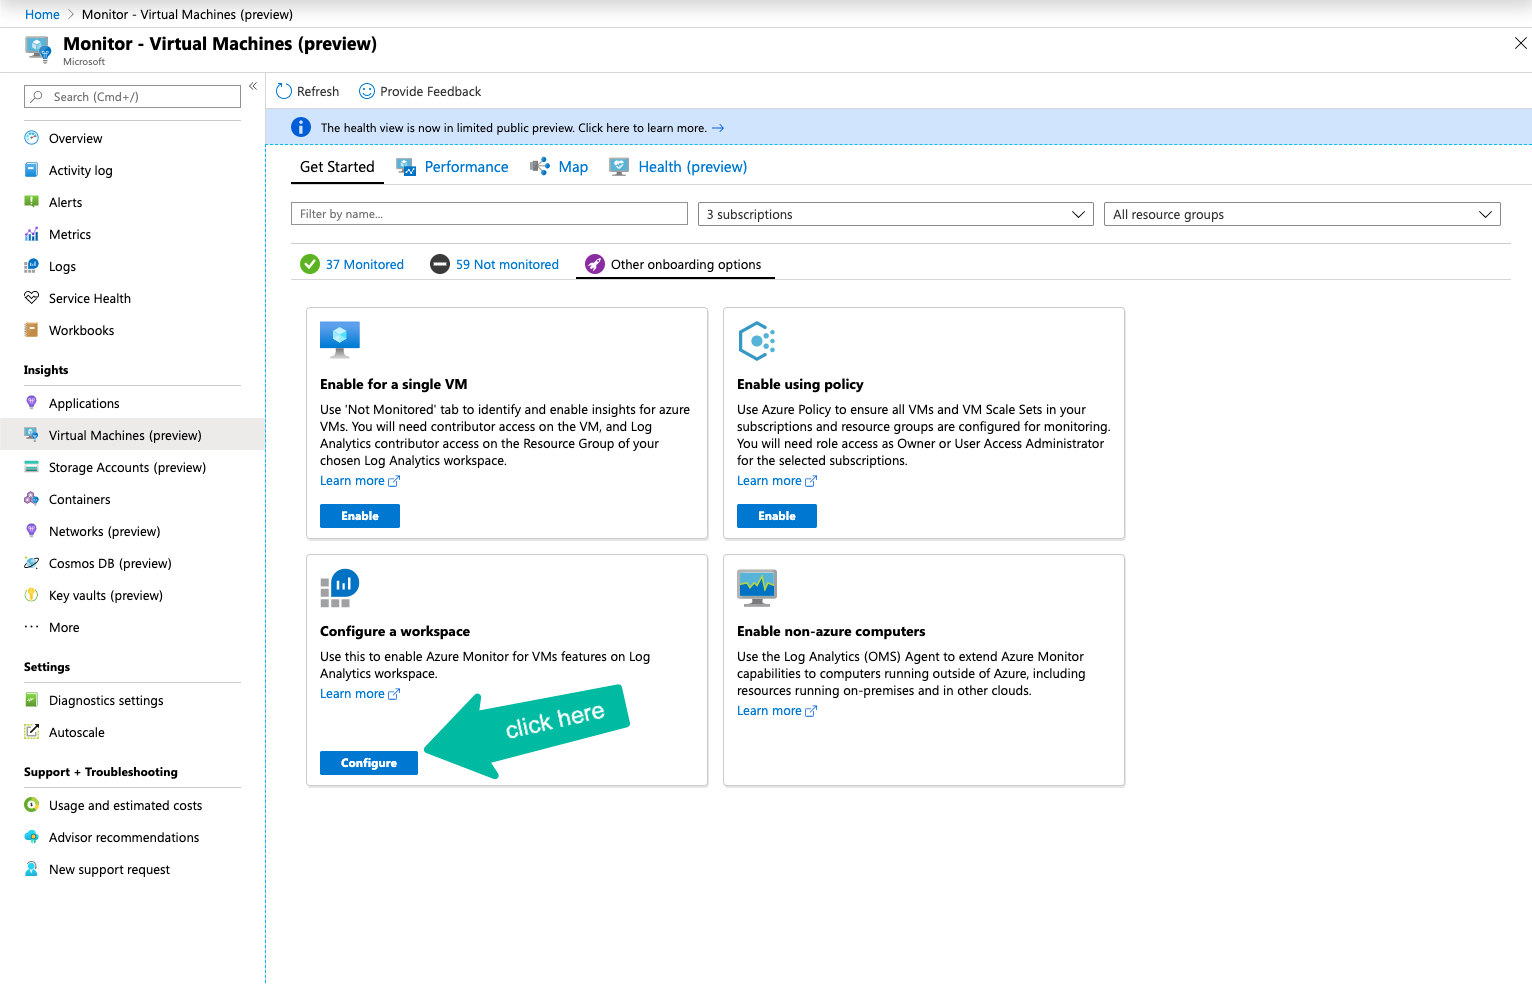 Home > Monitor - Virtual Machines (preview)
Monitor - Virtual Machines (preview)
Microsoft
Search (Cmd+/)
«
Overview
Activity log
Alerts
Metrics
Logs
Service Health
Workbooks
Insights
Applications
Virtual Machines (preview)
Storage Accounts (preview)
Containers
Networks (preview)
Cosmos DB (preview)
Key vaults (preview)
More
Settings
Diagnostics settings
Autoscale
Support + Troubleshooting
Usage and estimated costs
Advisor recommendations
New support request
Refresh Provide Feedback
The health view is now in limited public preview. Click here to learn more. →
Get Started Performance Map Health (preview)
Filter by name... 3 subscriptions All resource groups
37 Monitored 59 Not monitored Other onboarding options
Enable for a single VM
Use 'Not Monitored' tab to identify and enable insights for azure
VMs. You will need contributor access on the VM, and Log
Analytics contributor access on the Resource Group of your
chosen Log Analytics workspace.
Learn more
Enable
Enable using policy
Use Azure Policy to ensure all VMs and VM Scale Sets in your
subscriptions and resource groups are configured for monitoring.
You will need role access as Owner or User Access Administrator
for the selected subscriptions.
Learn more
Enable
Configure a workspace
Use this to enable Azure Monitor for VMs features on Log
Analytics workspace.
Learn more
click here
Configure
Enable non-azure computers
Use the Log Analytics (OMS) Agent to extend Azure Monitor
capabilities to computers running outside of Azure, including
resources running on-premises and in other clouds.
Learn more